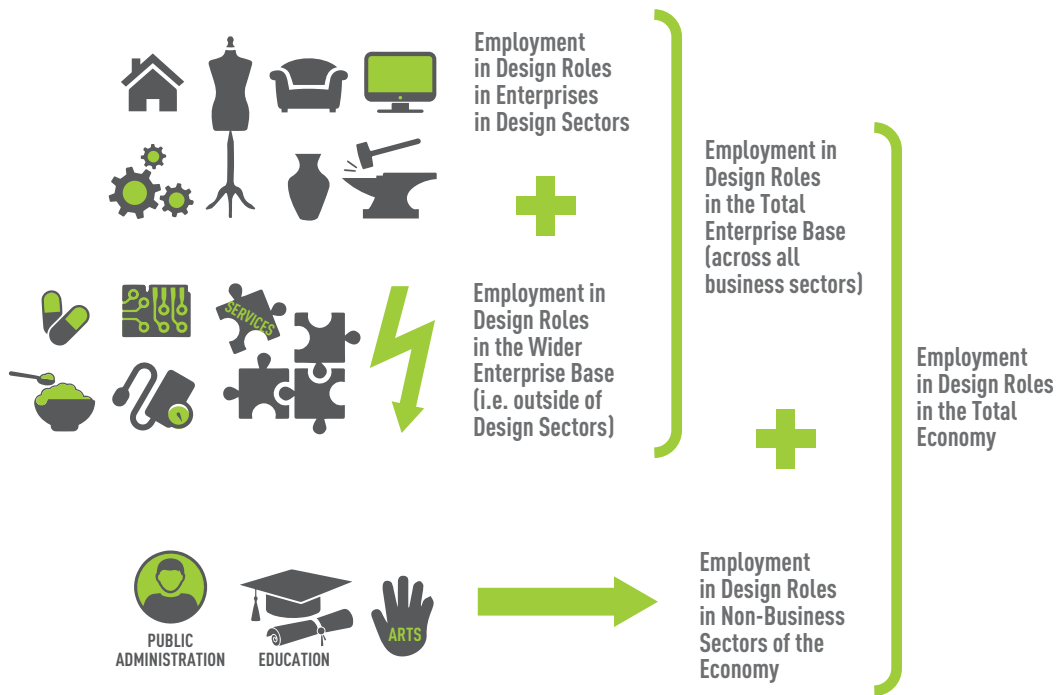 Employment
in Design Roles
in Enterprises
in Design Sectors
Employment in
Design Roles
in the Total
Enterprise Base
(across all
business sectors)
SERVICES
Employment in
Design Roles
in the Wider
Enterprise Base
(i.e. outside of
Design Sectors)
Employment
in Design Roles
in the Total
Economy
PUBLIC
ADMINISTRATION
EDUCATION
ARTS
Employment
in Design Roles
in Non-Business
Sectors of the
Economy